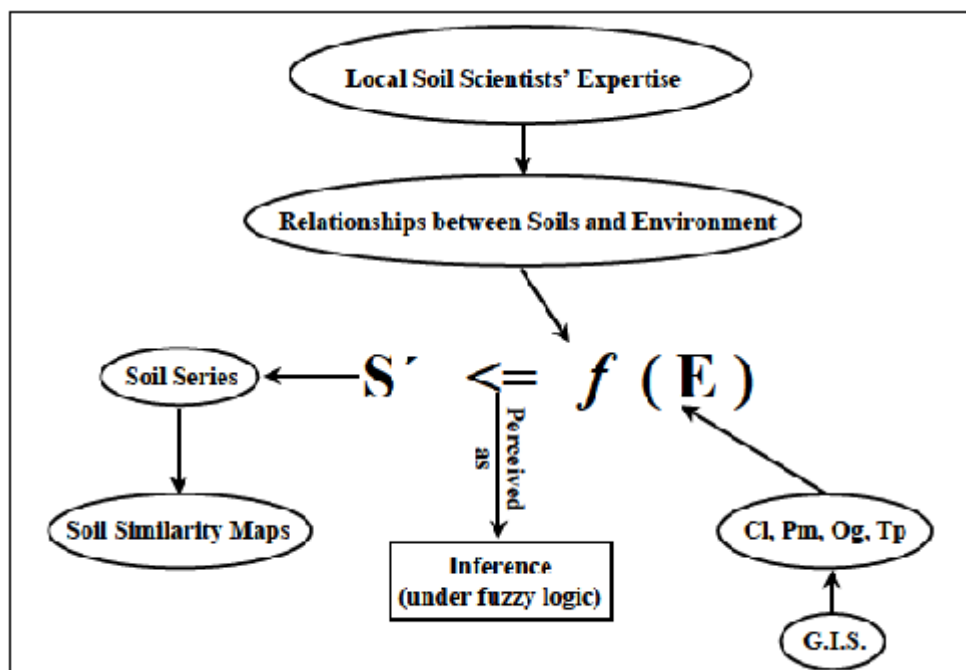 Local Soil Scientists' Expertise
Relationships between Soils and Environment
Soil Series
S´ <= f ( E )
Perceived
as
Soil Similarity Maps
Inference
(under fuzzy logic)
Cl, Pm, Og, Tp
G.I.S.